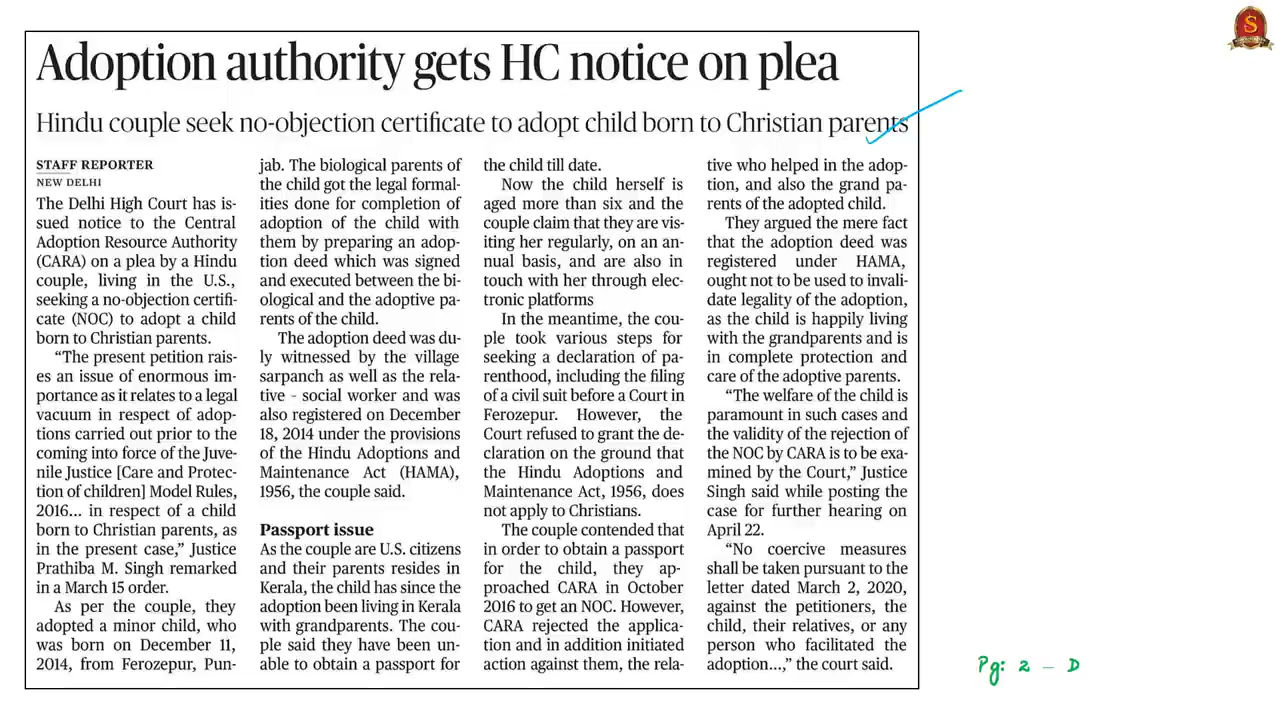 Adoption authority gets HC notice on plea
Hindu couple seek no-objection certificate to adopt child born to Christian parents
STAFF REPORTER
NEW DELHI
The Delhi High Court has is-
sued notice to the Central
Adoption Resource Authority
(CARA) on a plea by a Hindu
couple, living in the U.S.,
seeking a no-objection certifi-
cate (NOC) to adopt a child
born to Christian parents.
“The present petition rais-
es an issue of enormous im-
portance as it relates to a legal
vacuum in respect of adop-
tions carried out prior to the
coming into force of the Juve-
nile Justice [Care and Protec-
tion of children] Model Rules,
2016... in respect of a child
born to Christian parents, as
in the present case,” Justice
Prathiba M. Singh remarked
in a March 15 order.
As per the couple, they
adopted a minor child, who
was born on December 11,
2014, from Ferozepur, Pun-
jab. The biological parents of
the child got the legal formal-
ities done for completion of
adoption of the child with
them by preparing an adop-
tion deed which was signed
and executed between the bi-
ological and the adoptive pa-
rents of the child.
The adoption deed was du-
ly witnessed by the village
sarpanch as well as the rela-
tive - social worker and was
also registered on December
18, 2014 under the provisions
of the Hindu Adoptions and
Maintenance Act (HAMA),
1956, the couple said.
Passport issue
As the couple are U.S. citizens
and their parents resides in
Kerala, the child has since the
adoption been living in Kerala
with grandparents. The cou-
ple said they have been un-
able to obtain a passport for
the child till date.
Now the child herself is
aged more than six and the
couple claim that they are vis-
iting her regularly, on an an-
nual basis, and are also in
touch with her through elec-
tronic platforms
In the meantime, the cou-
ple took various steps for
seeking a declaration of pa-
renthood, including the filing
of a civil suit before a Court in
Ferozepur. However, the
Court refused to grant the de-
claration on the ground that
the Hindu Adoptions and
Maintenance Act, 1956, does
not apply to Christians.
The couple contended that
in order to obtain a passport
for the child, they ap-
proached CARA in October
2016 to get an NOC. However,
CARA rejected the applica-
tion and in addition initiated
action against them, the rela-
tive who helped in the adop-
tion, and also the grand pa-
rents of the adopted child.
They argued the mere fact
that the adoption deed was
registered under HAMA,
ought not to be used to invali-
date legality of the adoption,
as the child is happily living
with the grandparents and is
in complete protection and
care of the adoptive parents.
“The welfare of the child is
paramount in such cases and
the validity of the rejection of
the NOC by CARA is to be exa-
mined by the Court,” Justice
Singh said while posting the
case for further hearing on
April 22.
“No coercive measures
shall be taken pursuant to the
letter dated March 2, 2020,
against the petitioners, the
child, their relatives, or any
person who facilitated the
adoption...,” the court said.
Pg: 2 - D
S